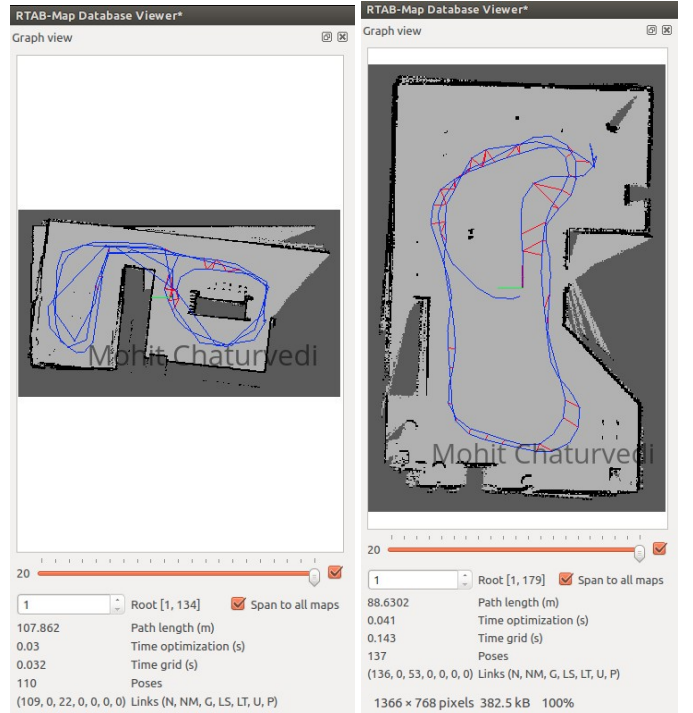 RTAB-Map Database Viewer*
Graph view
Mohit Chaturvedi
20
1 Root [1, 134] Span to all maps
107.862 Path length (m)
0.03 Time optimization (s)
0.032 Time grid (s)
110 Poses
(109, 0, 22, 0, 0, 0, 0) Links (N, NM, G, LS, LT, U, P)
RTAB-Map Database Viewer*
Graph view
Mohit Chaturvedi
20
1 Root [1, 179] Span to all maps
88.6302 Path length (m)
0.041 Time optimization (s)
0.143 Time grid (s)
137 Poses
(136, 0, 53, 0, 0, 0, 0) Links (N, NM, G, LS, LT, U, P)
1366 × 768 pixels 382.5 kB 100%